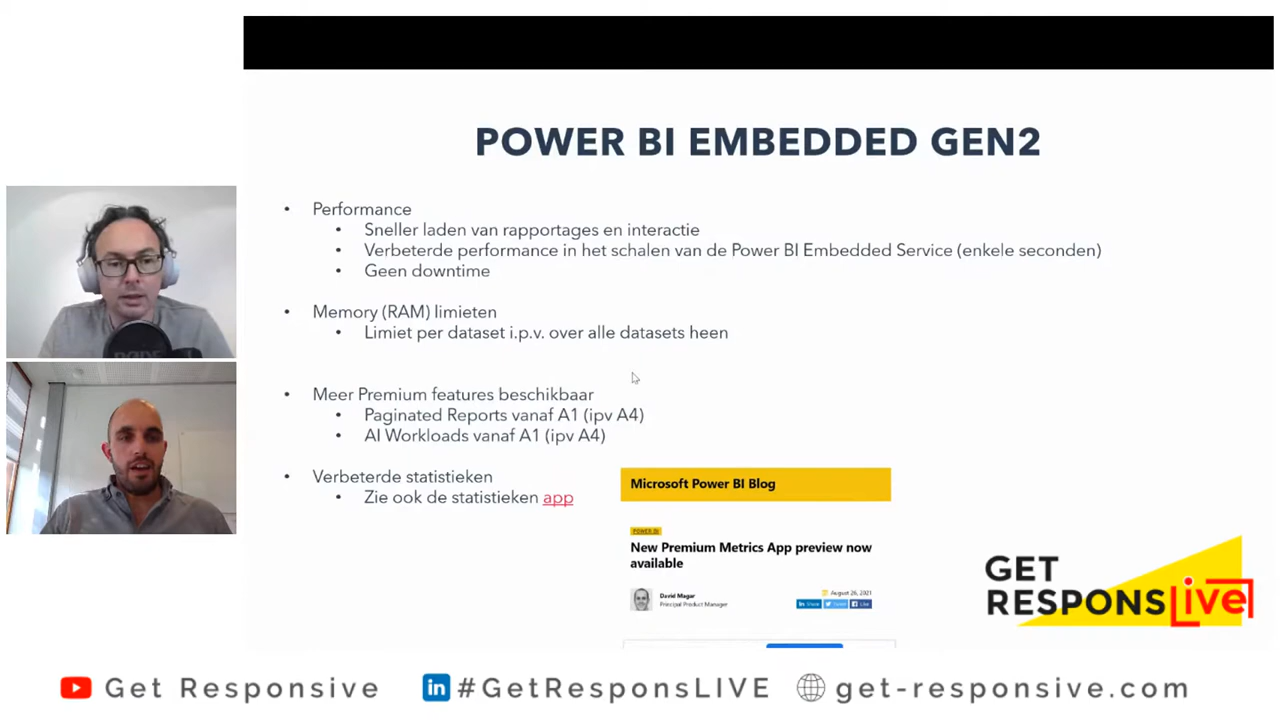 POWER BI EMBEDDED GEN2
• Performance
• Sneller laden van rapportages en interactie
• Verbeterde performance in het schalen van de Power BI Embedded Service (enkele seconden)
• Geen downtime
• Memory (RAM) limieten
• Limiet per dataset i.p.v. over alle datasets heen
• Meer Premium features beschikbaar
• Paginated Reports vanaf A1 (ipv A4)
• AI Workloads vanaf A1 (ipv A4)
• Verbeterde statistieken
• Zie ook de statistieken app
Microsoft Power BI Blog
POWER BI
New Premium Metrics App preview now
available
David Magar
Principal Product Manager
August 26, 2021
Share Tweet Like
GET
RESPONSLive
Get Responsive
in #GetResponsLIVE
get-responsive.com